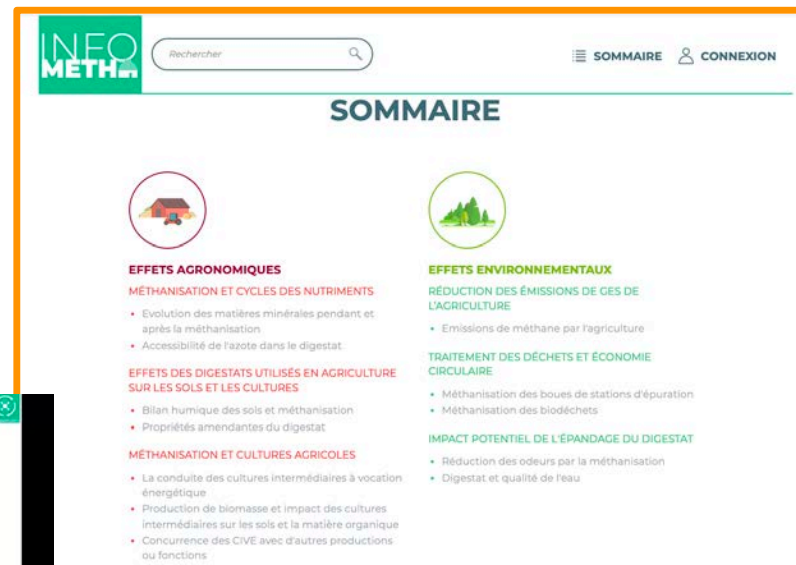 INFO
METHA
Rechercher
SOMMAIRE
CONNEXION
SOMMAIRE
EFFETS AGRONOMIQUES
MÉTHANISATION ET CYCLES DES NUTRIMENTS
• Evolution des matières minérales pendant et
après la méthanisation
• Accessibilité de l'azote dans le digestat
EFFETS DES DIGESTATS UTILISÉS EN AGRICULTURE
SUR LES SOLS ET LES CULTURES
• Bilan humique des sols et méthanisation
• Propriétés amendantes du digestat
MÉTHANISATION ET CULTURES AGRICOLES
• La conduite des cultures intermédiaires à vocation
énergétique
• Production de biomasse et impact des cultures
intermédiaires sur les sols et la matière organique
• Concurrence des CIVE avec d'autres productions
ou fonctions
EFFETS ENVIRONNEMENTAUX
RÉDUCTION DES ÉMISSIONS DE GES DE
L'AGRICULTURE
• Emissions de méthane par l'agriculture
TRAITEMENT DES DÉCHETS ET ÉCONOMIE
CIRCULAIRE
• Méthanisation des boues de stations d'épuration
• Méthanisation des biodéchets
IMPACT POTENTIEL DE L'ÉPANDAGE DU DIGESTAT
• Réduction des odeurs par la méthanisation
• Digestat et qualité de l'eau